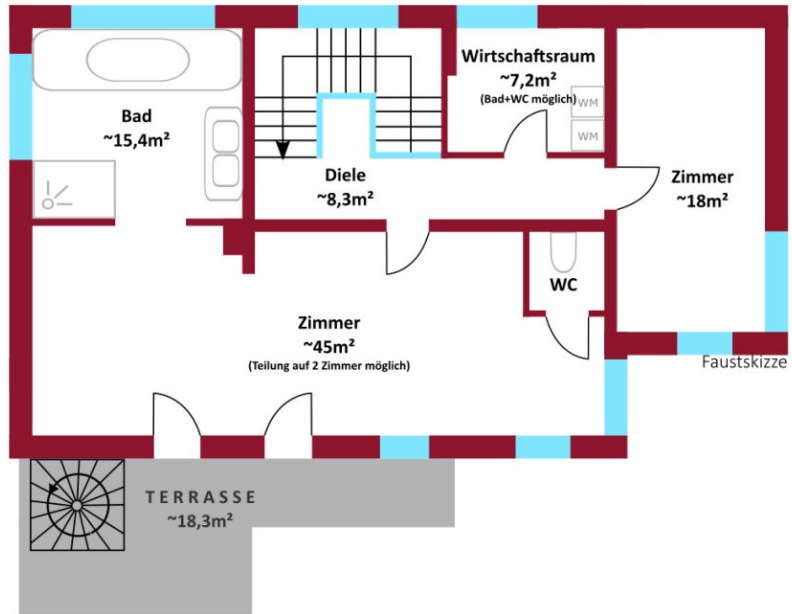 Bad
~15,4m²
Wirtschaftsraum
~7,2m²
(Bad+WC möglich)
WM
WM
Diele
~8,3m²
Zimmer
~18m²
WC
Zimmer
~45m²
(Teilung auf 2 Zimmer möglich)
Faustskizze
TERRASSE
~18,3m²